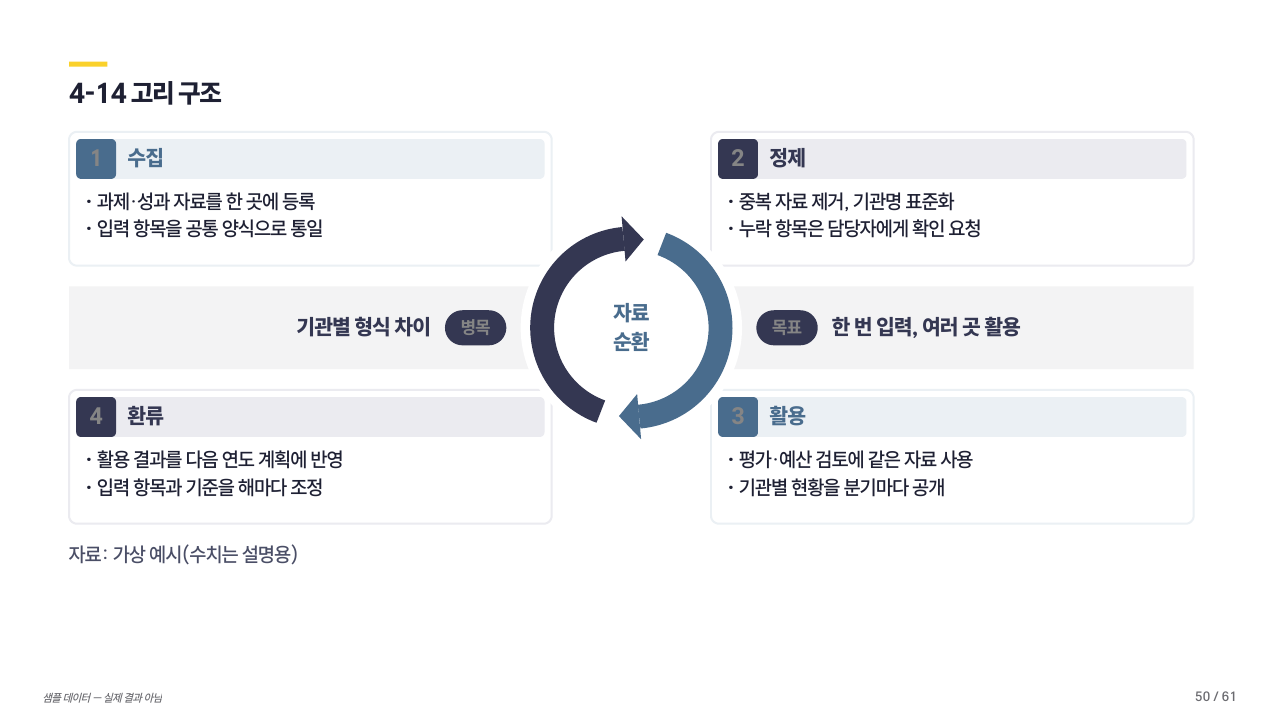 4-14 고리 구조
1 수집
· 과제·성과 자료를 한 곳에 등록
· 입력 항목을 공통 양식으로 통일
2 정제
· 중복 자료 제거, 기관명 표준화
· 누락 항목은 담당자에게 확인 요청
기관별 형식 차이 병목
자료
순환
목표 한 번 입력, 여러 곳 활용
4 환류
· 활용 결과를 다음 연도 계획에 반영
· 입력 항목과 기준을 해마다 조정
3 활용
· 평가·예산 검토에 같은 자료 사용
· 기관별 현황을 분기마다 공개
자료: 가상 예시(수치는 설명용)
샘플 데이터 — 실제 결과 아님
50 / 61